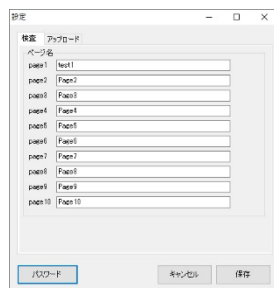 設定
検査 アップロード
ページ名
page1 test1
page2 Page2
page3 Page3
page4 Page4
page5 Page5
page6 Page6
page7 Page7
page8 Page8
page9 Page9
page10 Page10
パスワード キャンセル 保存